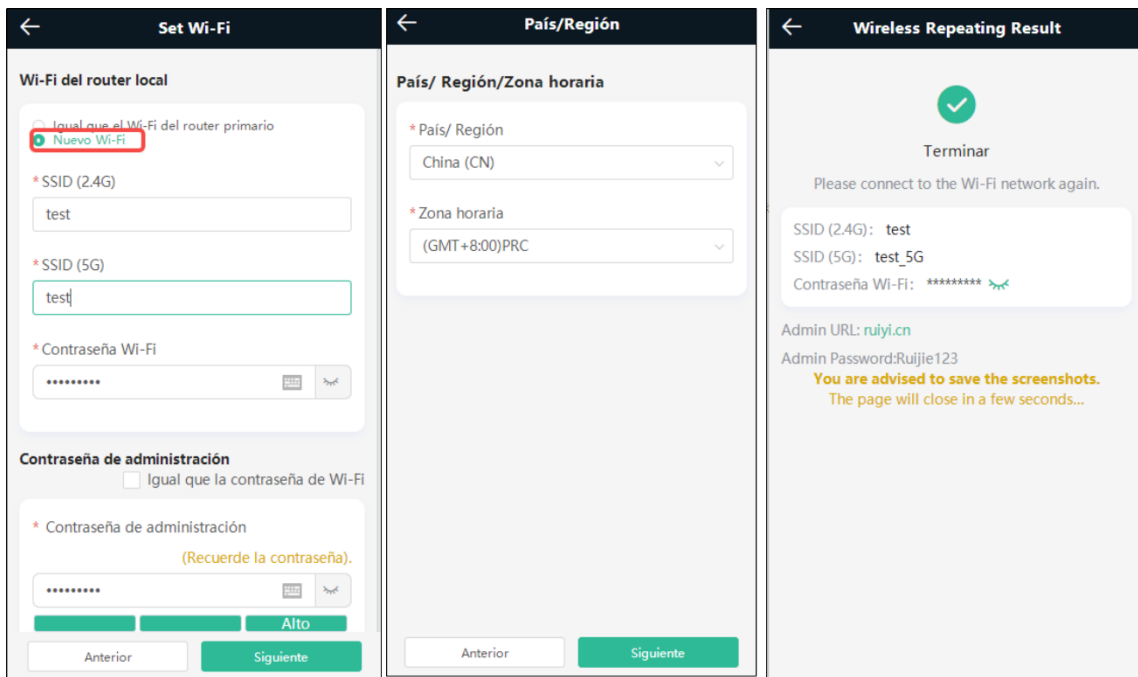 Set Wi-Fi
Wi-Fi del router local
Igual que el Wi-Fi del router primario
Nuevo Wi-Fi
* SSID (2.4G)
test
* SSID (5G)
test
* Contraseña Wi-Fi
•••••••••
Contraseña de administración
Igual que la contraseña de Wi-Fi
* Contraseña de administración
(Recuerde la contraseña).
•••••••••
Alto
Anterior
Siguiente
País/Región
País/ Región/Zona horaria
* País/ Región
China (CN)
* Zona horaria
(GMT+8:00)PRC
Anterior
Siguiente
Wireless Repeating Result
Terminar
Please connect to the Wi-Fi network again.
SSID (2.4G): test
SSID (5G): test_5G
Contraseña Wi-Fi: *********
Admin URL: ruiyi.cn
Admin Password:Ruijie123
You are advised to save the screenshots.
The page will close in a few seconds...